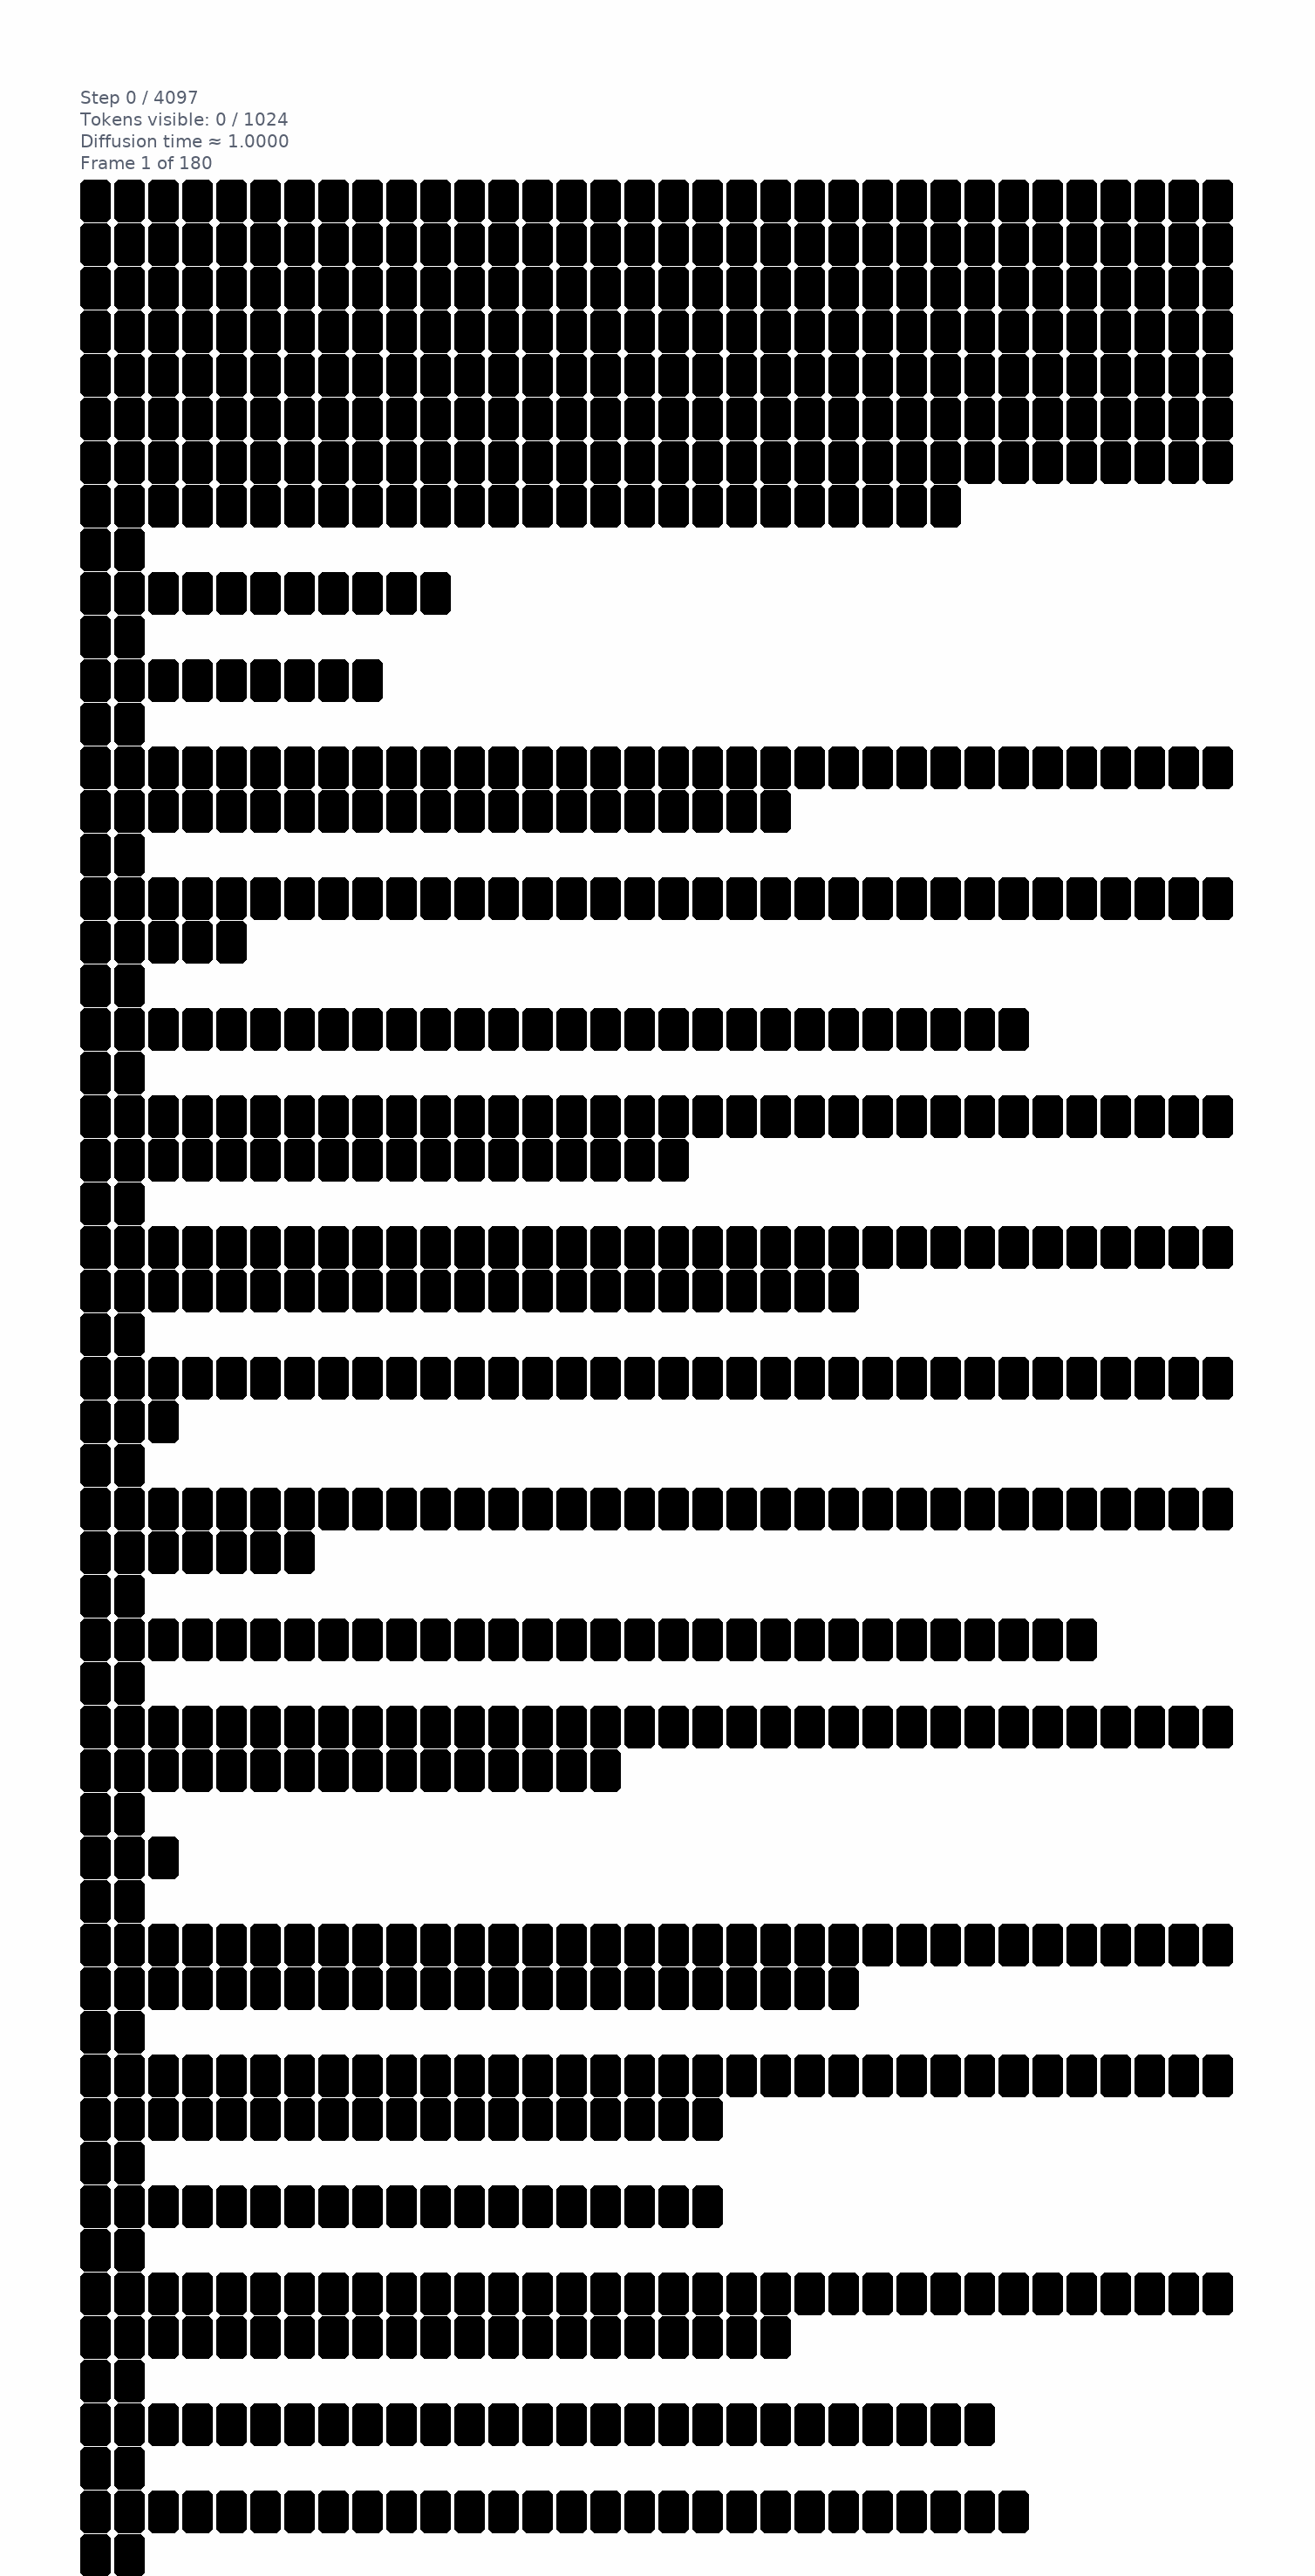 Step 0 / 4097
Tokens visible: 0 / 1024
Diffusion time ≈ 1.0000
Frame 1 of 180